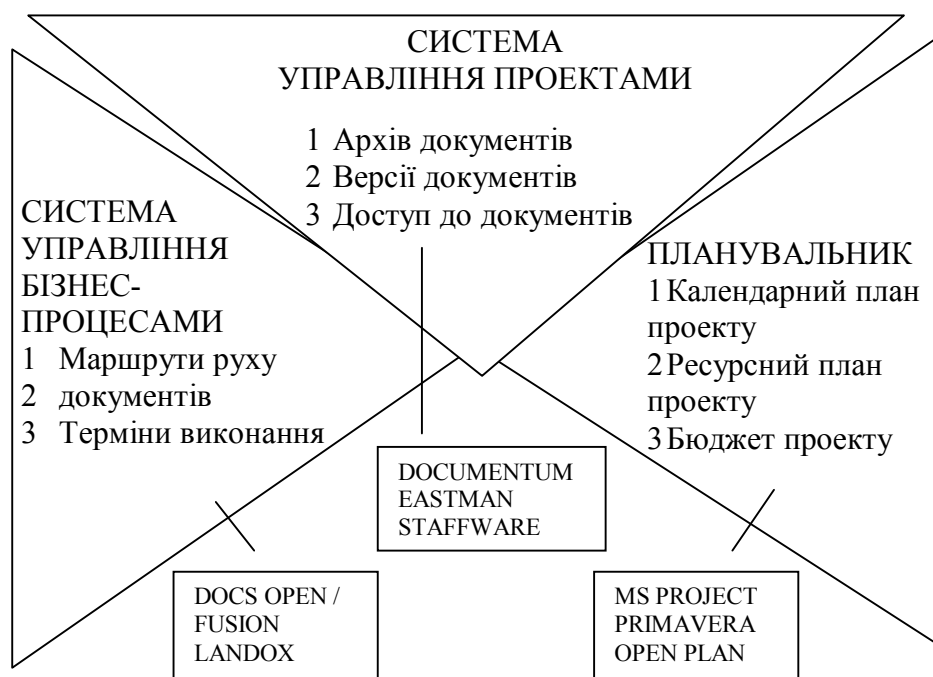 СИСТЕМА
УПРАВЛІННЯ ПРОЕКТАМИ
1 Архів документів
2 Версії документів
3 Доступ до документів
СИСТЕМА
УПРАВЛІННЯ
БІЗНЕС-
ПРОЦЕСАМИ
1 Маршрути руху
2 документів
3 Терміни виконання
ПЛАНУВАЛЬНИК
1 Календарний план
проекту
2 Ресурсний план
проекту
3 Бюджет проекту
DOCUMENTUM
EASTMAN
STAFFWARE
DOCS OPEN /
FUSION
LANDOX
MS PROJECT
PRIMAVERA
OPEN PLAN